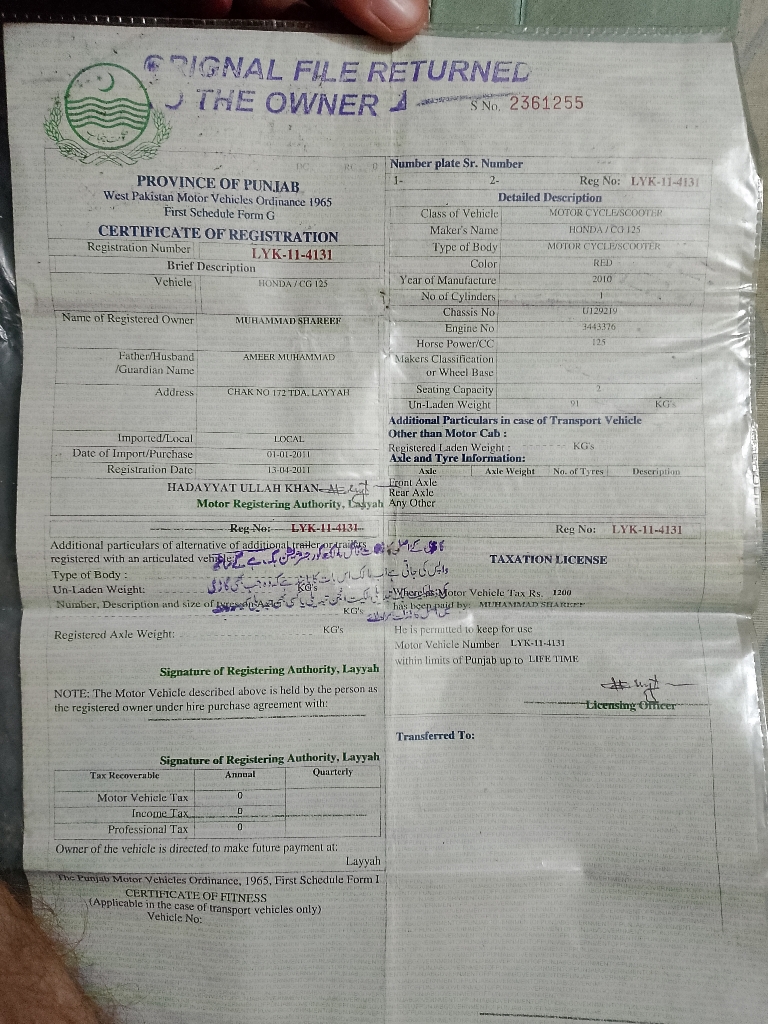 ORIGNAL FILE RETURNED
TO THE OWNER
S No. 2361255
PROVINCE OF PUNJAB
West Pakistan Motor Vehicles Ordinance 1965
First Schedule Form G
CERTIFICATE OF REGISTRATION
Registration Number LYK-11-4131
Brief Description
Vehicle HONDA / CG 125
Name of Registered Owner MUHAMMAD SHAREEF
Father/Husband AMEER MUHAMMAD
/Guardian Name
Address CHAK NO 172 TDA, LAYYAH
Imported/Local LOCAL
Date of Import/Purchase 01-01-2011
Registration Date 13-04-2011
HADAYYAT ULLAH KHAN
Motor Registering Authority, Layyah
Number plate Sr. Number
1- 2- Reg No: LYK-11-4131
Detailed Description
Class of Vehicle MOTOR CYCLE/SCOOTER
Maker's Name HONDA / CG 125
Type of Body MOTOR CYCLE/SCOOTER
Color RED
Year of Manufacture 2010
No of Cylinders 1
Chassis No U129219
Engine No 3443376
Horse Power/CC 125
Makers Classification
or Wheel Base
Seating Capacity 2
Un-Laden Weight 91 KG's
Additional Particulars in case of Transport Vehicle
Other than Motor Cab :
Registered Laden Weight: KG's
Axle and Tyre Information:
Axle Axle Weight No. of Tyres Description
Front Axle
Rear Axle
Any Other
Reg No: LYK-11-4131
Additional particulars of alternative of additional trailer or trailers
registered with an articulated vehicle
Type of Body :
Un-Laden Weight: KG's
Number, Description and size of
KG's
Registered Axle Weight: KG's
Signature of Registering Authority, Layyah
NOTE: The Motor Vehicle described above is held by the person as
the registered owner under hire purchase agreement with:
Signature of Registering Authority, Layyah
Tax Recoverable Annual Quarterly
Motor Vehicle Tax 0
Income Tax 0
Professional Tax 0
Owner of the vehicle is directed to make future payment at:
Layyah
The Punjab Motor Vehicles Ordinance, 1965, First Schedule Form I
CERTIFICATE OF FITNESS
(Applicable in the case of transport vehicles only)
Vehicle No:
Reg No: LYK-11-4131
TAXATION LICENSE
Whereas Motor Vehicle Tax Rs. 1200
has been paid by: MUHAMMAD SHAREEF
He is permitted to keep for use
Motor Vehicle Number LYK-11-4131
within limits of Punjab up to LIFE TIME
Licensing Officer
Transferred To: